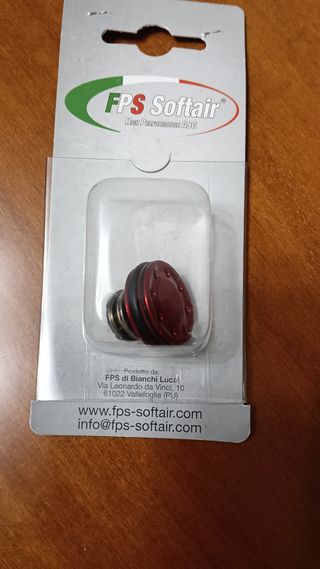 FPS Softair®
High Performance ASG
Prodotto da:
FPS di Bianchi Luca
Via Leonardo da Vinci, 10
61022 Vallefoglia (PU)
www.fps-softair.com
info@fps-softair.com